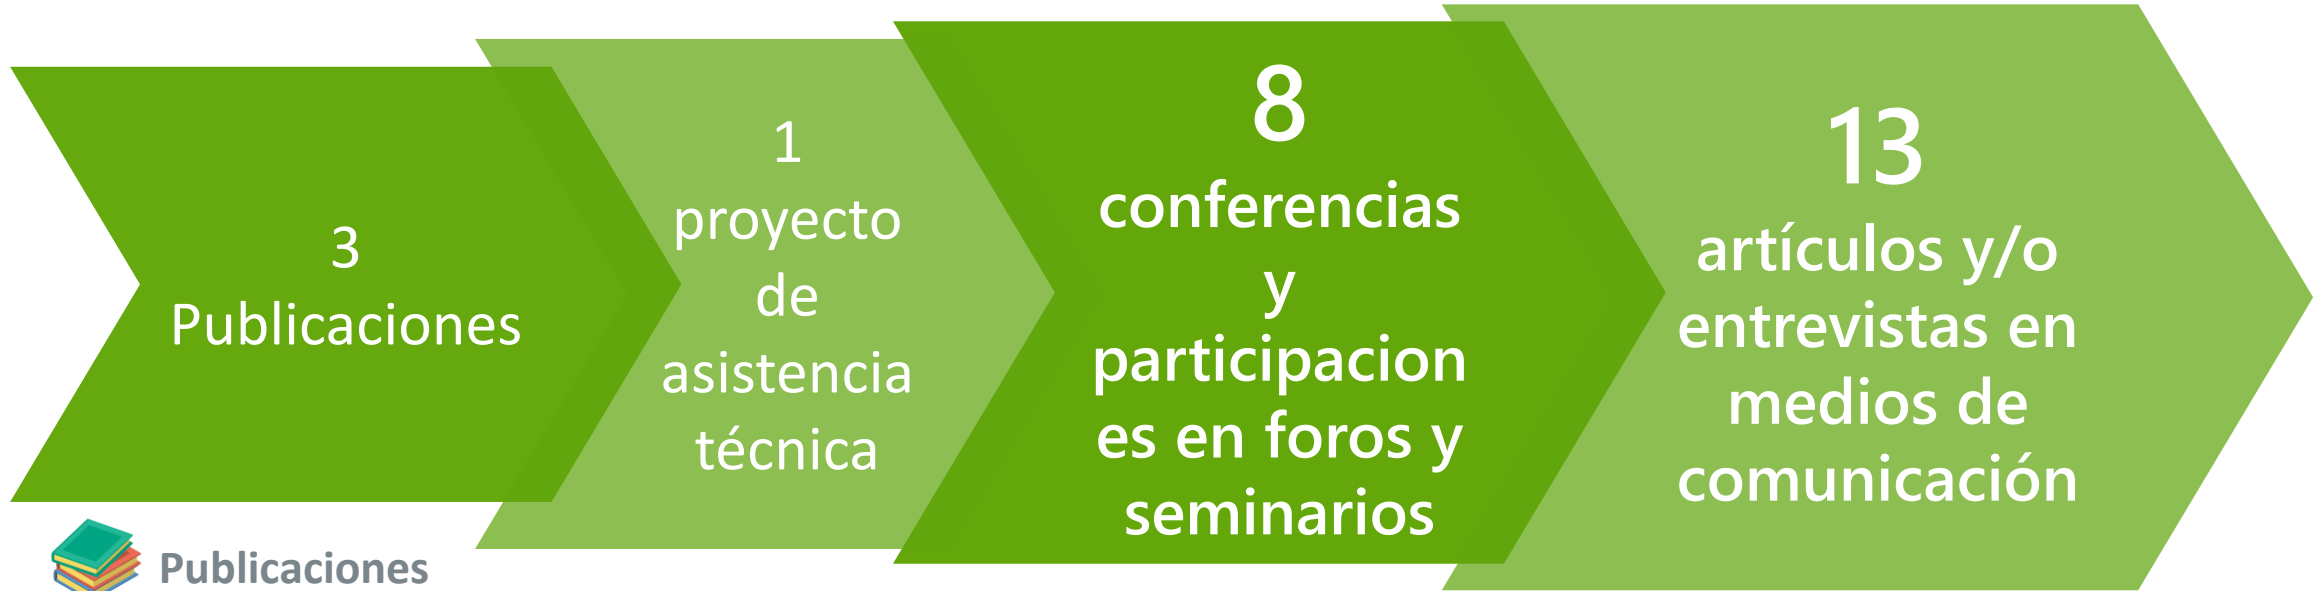 3
Publicaciones
1
proyecto
de
asistencia
técnica
8
conferencias
y
participacion
es en foros y
seminarios
13
artículos y/o
entrevistas en
medios de
comunicación
Publicaciones